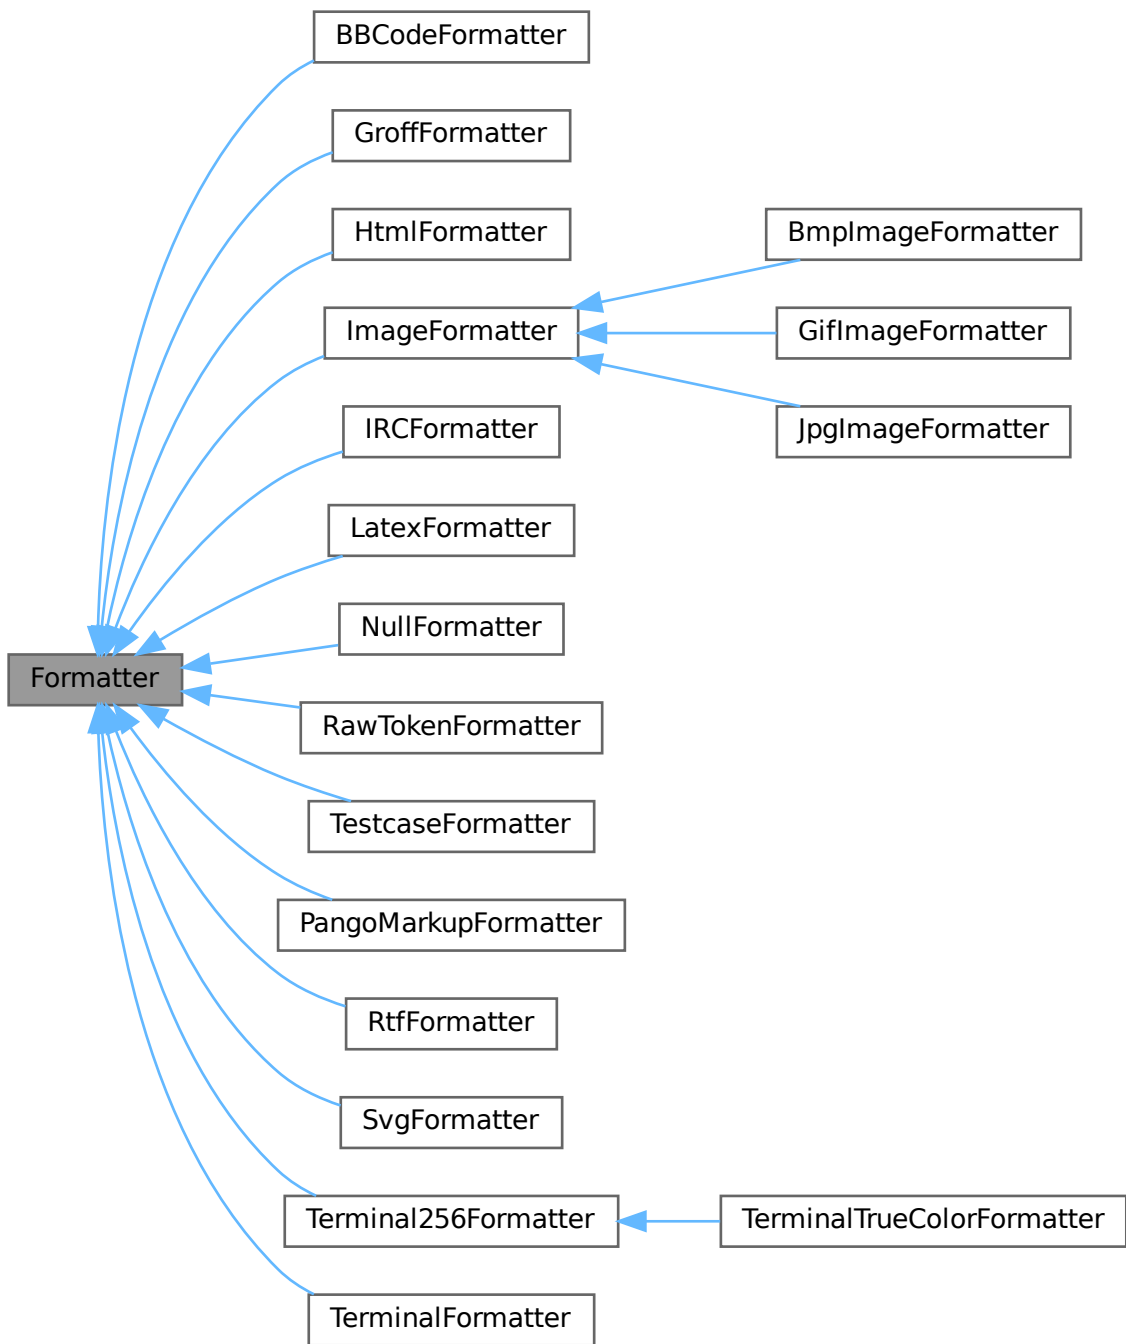 BBCodeFormatter
GroffFormatter
HtmlFormatter
BmpImageFormatter
ImageFormatter
GifImageFormatter
IRCFormatter
JpgImageFormatter
LatexFormatter
NullFormatter
Formatter
RawTokenFormatter
TestcaseFormatter
PangoMarkupFormatter
RtfFormatter
SvgFormatter
Terminal256Formatter
TerminalTrueColorFormatter
TerminalFormatter